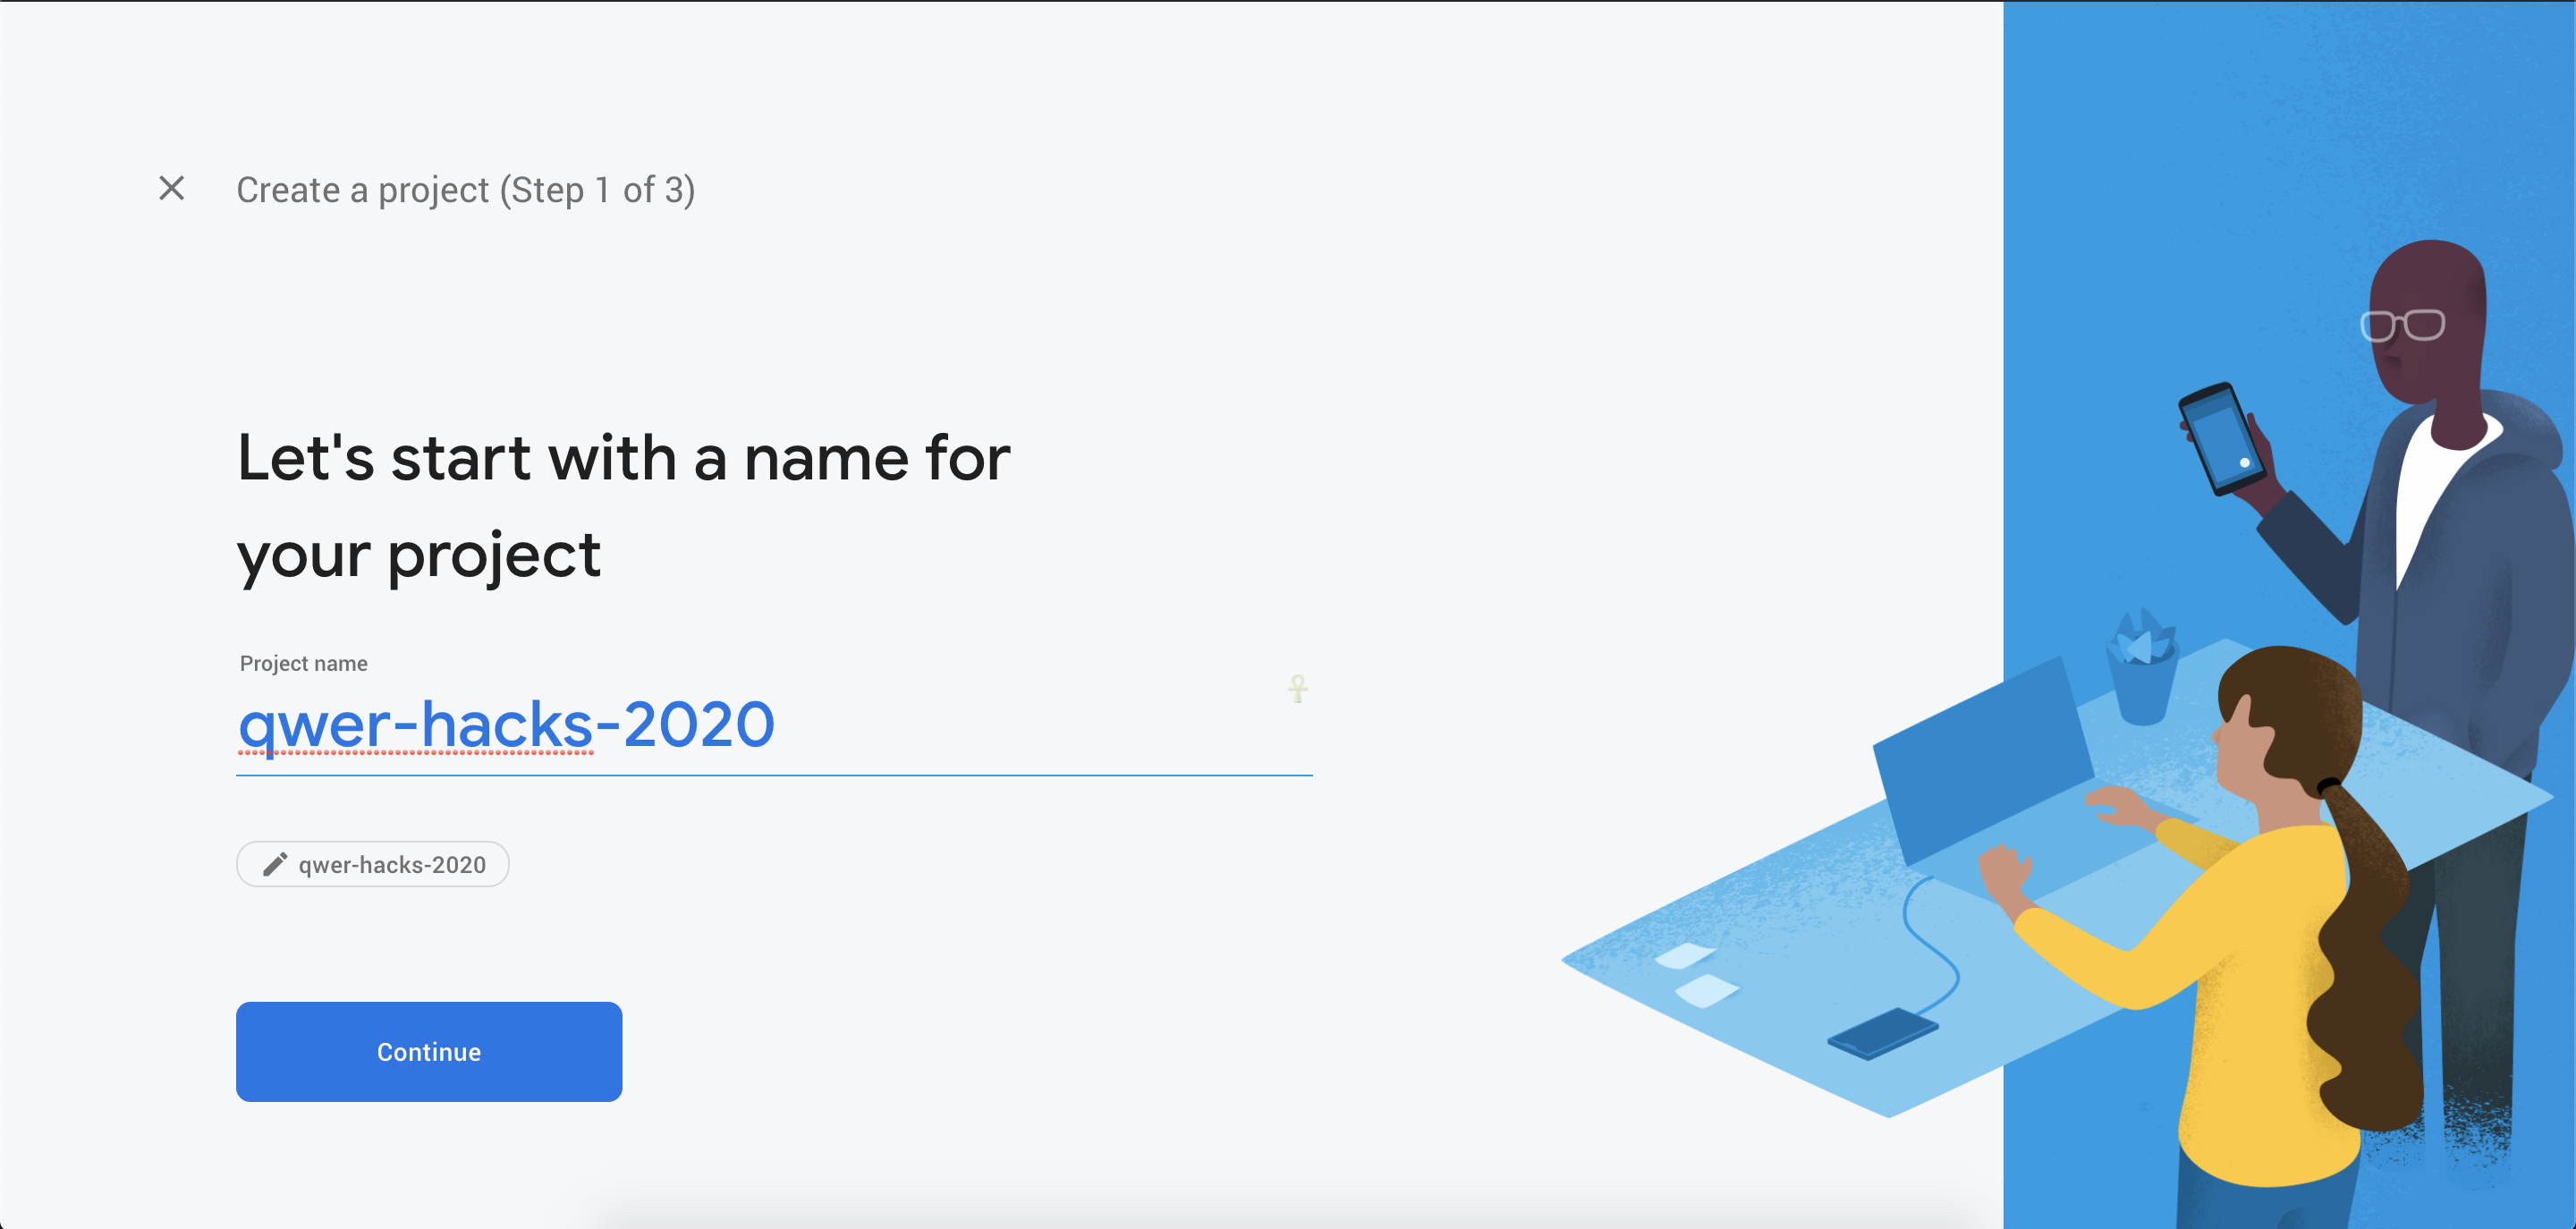 Create a project (Step 1 of 3)
Let's start with a name for
your project
Project name
qwer-hacks-2020
qwer-hacks-2020
Continue